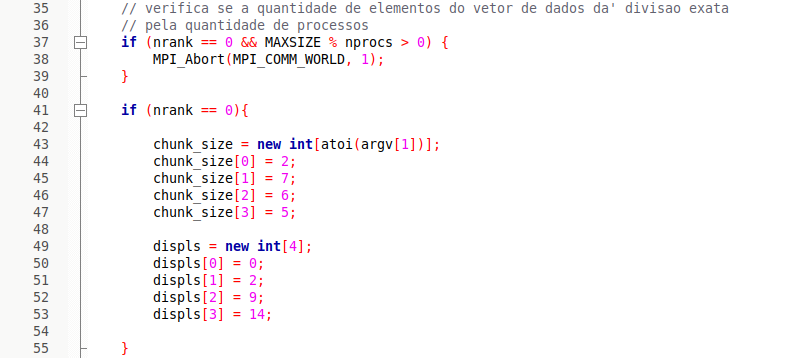 35 // verifica se a quantidade de elementos do vetor de dados da' divisao exata
36 // pela quantidade de processos
37 if (nrank == 0 && MAXSIZE % nprocs > 0) {
38 MPI_Abort(MPI_COMM_WORLD, 1);
39 }
40
41 if (nrank == 0){
42
43 chunk_size = new int[atoi(argv[1])];
44 chunk_size[0] = 2;
45 chunk_size[1] = 7;
46 chunk_size[2] = 6;
47 chunk_size[3] = 5;
48
49 displs = new int[4];
50 displs[0] = 0;
51 displs[1] = 2;
52 displs[2] = 9;
53 displs[3] = 14;
54
55 }